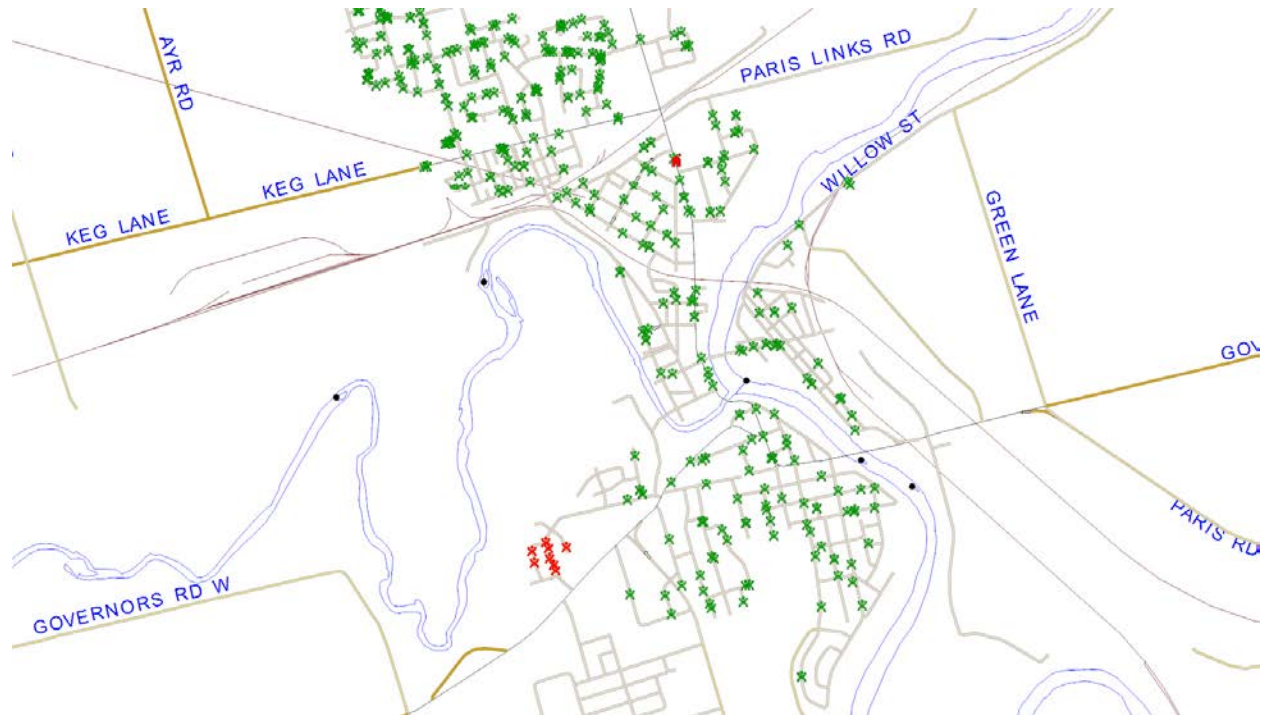 AYR RD
PARIS LINKS RD
WILLOW ST
KEG LANE
KEG LANE
GREEN LANE
GOV
PARIS RD
GOVERNORS RD W